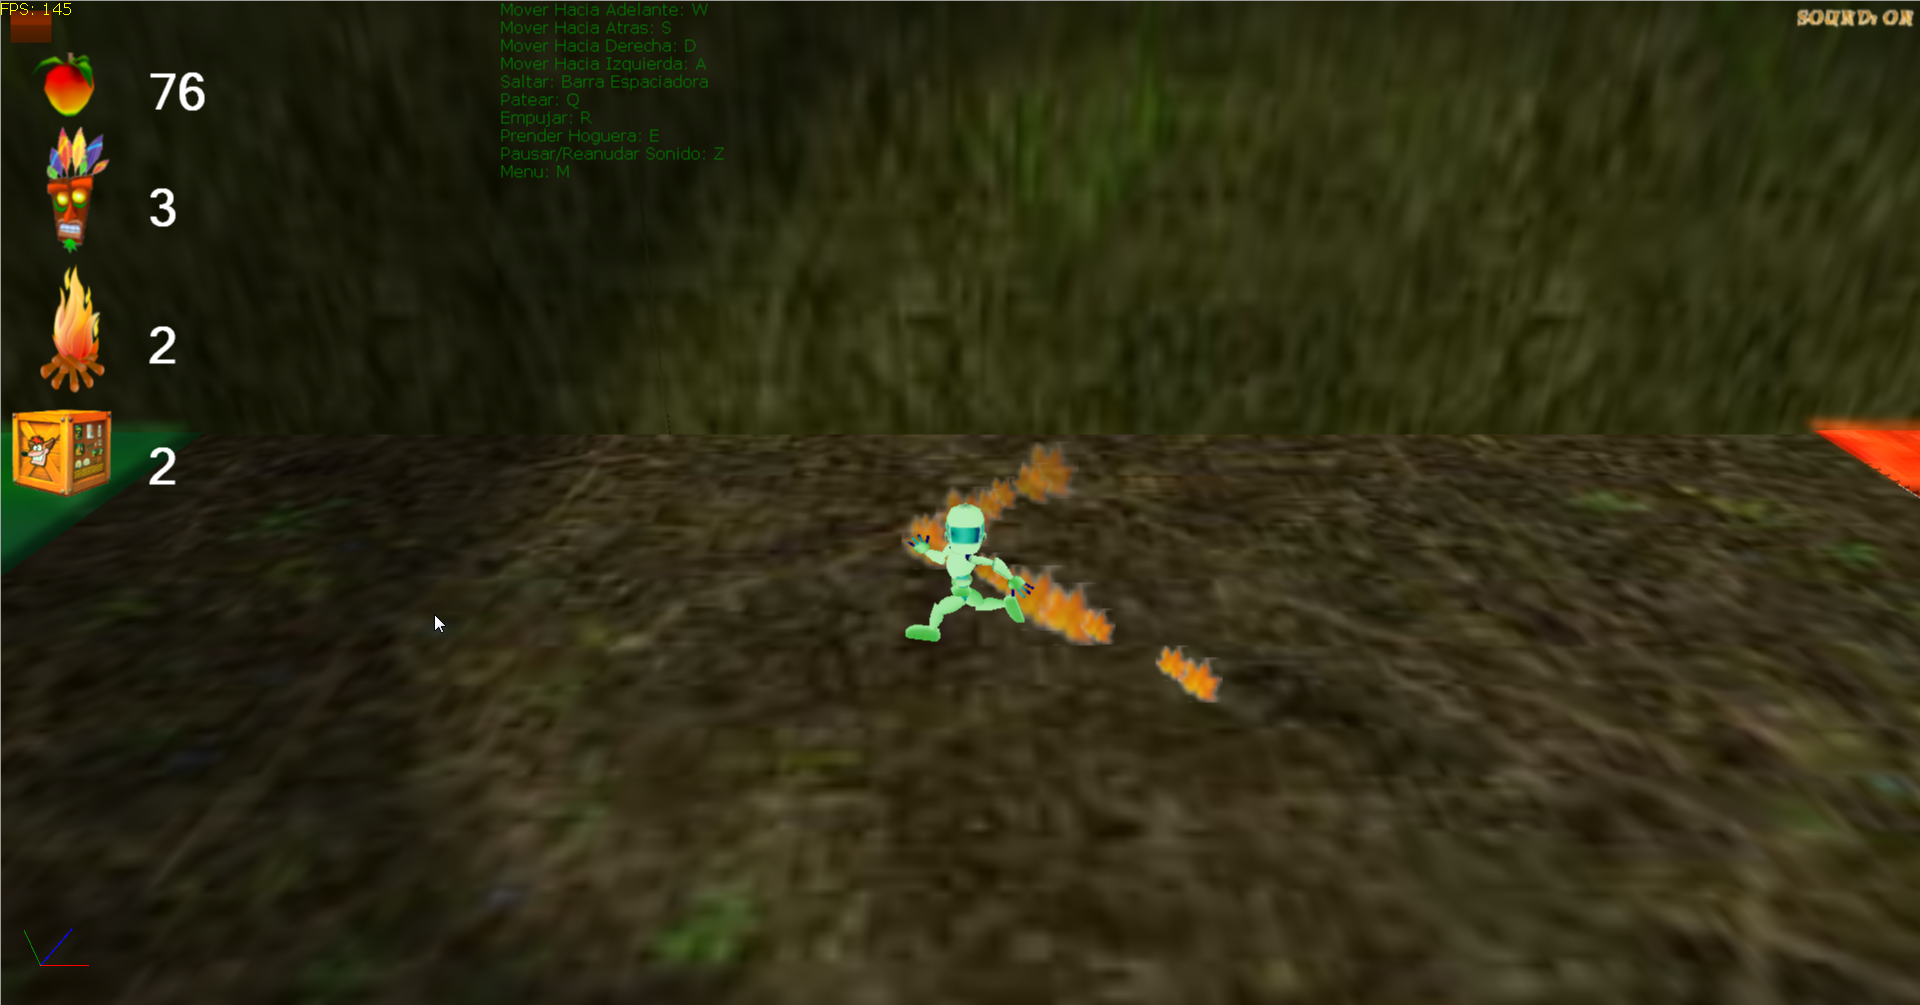 FPS: 145
Mover Hacia Adelante: W
Mover Hacia Atras: S
Mover Hacia Derecha: D
Mover Hacia Izquierda: A
Saltar: Barra Espaciadora
Patear: Q
Empujar: R
Prender Hoguera: E
Pausar/Reanudar Sonido: Z
Menu: M
SOUND: ON
76
3
2
2